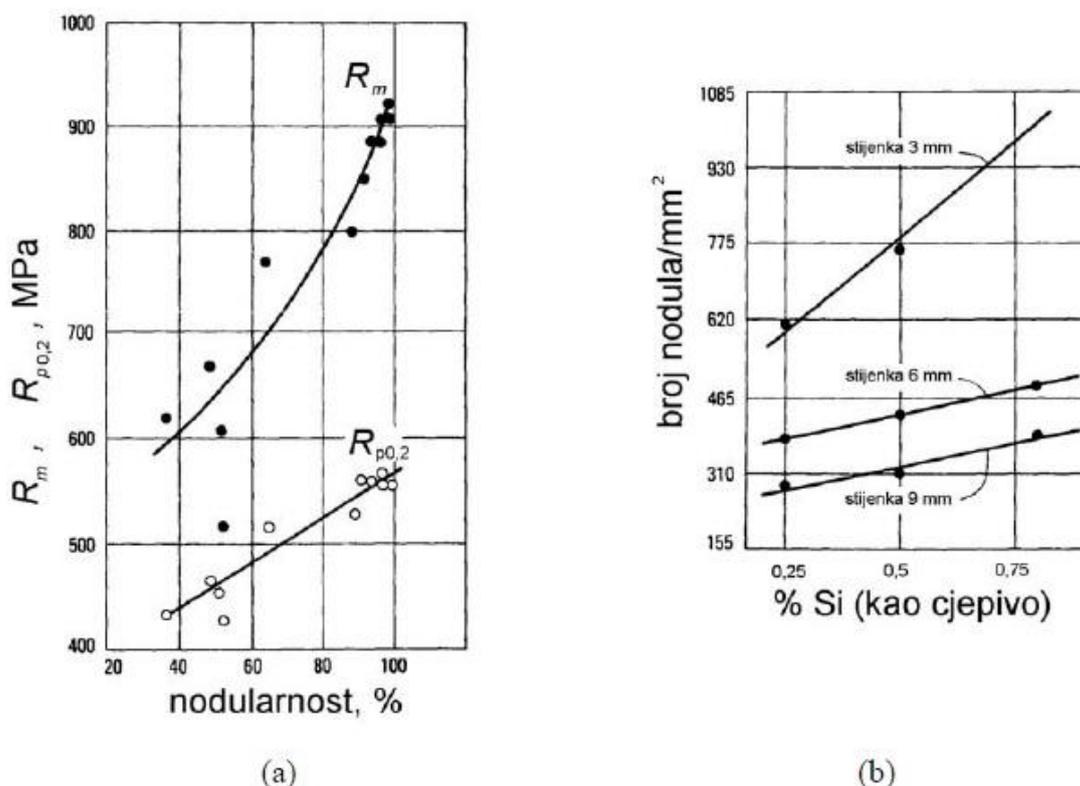 1000
900
800
700
600
500
400
R_m , R_p0,2 , MPa
R_m
R_p0,2
20 40 60 80 100
nodularnost, %
(a)
1085
930
775
620
465
310
155
broj nodula/mm²
stijenka 3 mm
stijenka 6 mm
stijenka 9 mm
0,25 0,5 0,75
% Si (kao cjepivo)
(b)